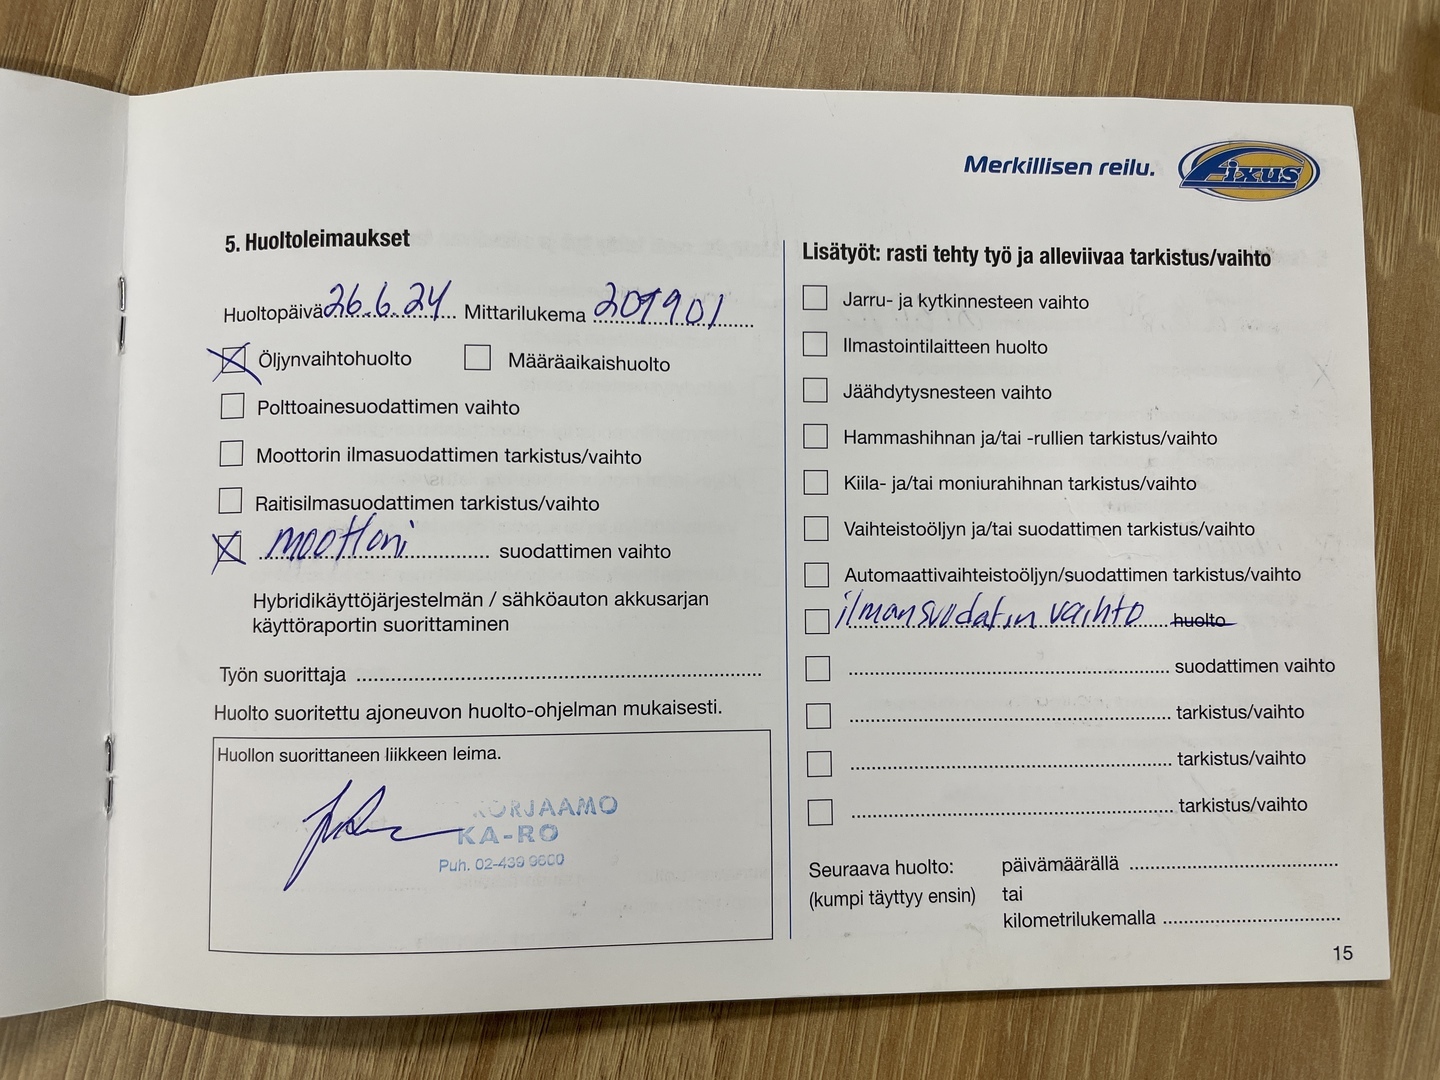 Merkillisen reilu. Fixus
5. Huoltoleimaukset
Huoltopäivä 26.6.24 Mittarilukema 201901
Öljynvaihtohuolto Määräaikaishuolto
Polttoainesuodattimen vaihto
Moottorin ilmasuodattimen tarkistus/vaihto
Raitisilmasuodattimen tarkistus/vaihto
moottori suodattimen vaihto
Hybridikäyttöjärjestelmän / sähköauton akkusarjan
käyttöraportin suorittaminen
Työn suorittaja
Huolto suoritettu ajoneuvon huolto-ohjelman mukaisesti.
Huollon suorittaneen liikkeen leima.
KORJAAMO
KA-RO
Puh. 02-439 9600
Lisätyöt: rasti tehty työ ja alleviivaa tarkistus/vaihto
Jarru- ja kytkinnesteen vaihto
Ilmastointilaitteen huolto
Jäähdytysnesteen vaihto
Hammashihnan ja/tai -rullien tarkistus/vaihto
Kiila- ja/tai moniurahihnan tarkistus/vaihto
Vaihteistoöljyn ja/tai suodattimen tarkistus/vaihto
Automaattivaihteistoöljyn/suodattimen tarkistus/vaihto
ilmansuodatin vaihto huolto
suodattimen vaihto
tarkistus/vaihto
tarkistus/vaihto
tarkistus/vaihto
Seuraava huolto: päivämäärällä
(kumpi täyttyy ensin) tai
kilometrilukemalla
15